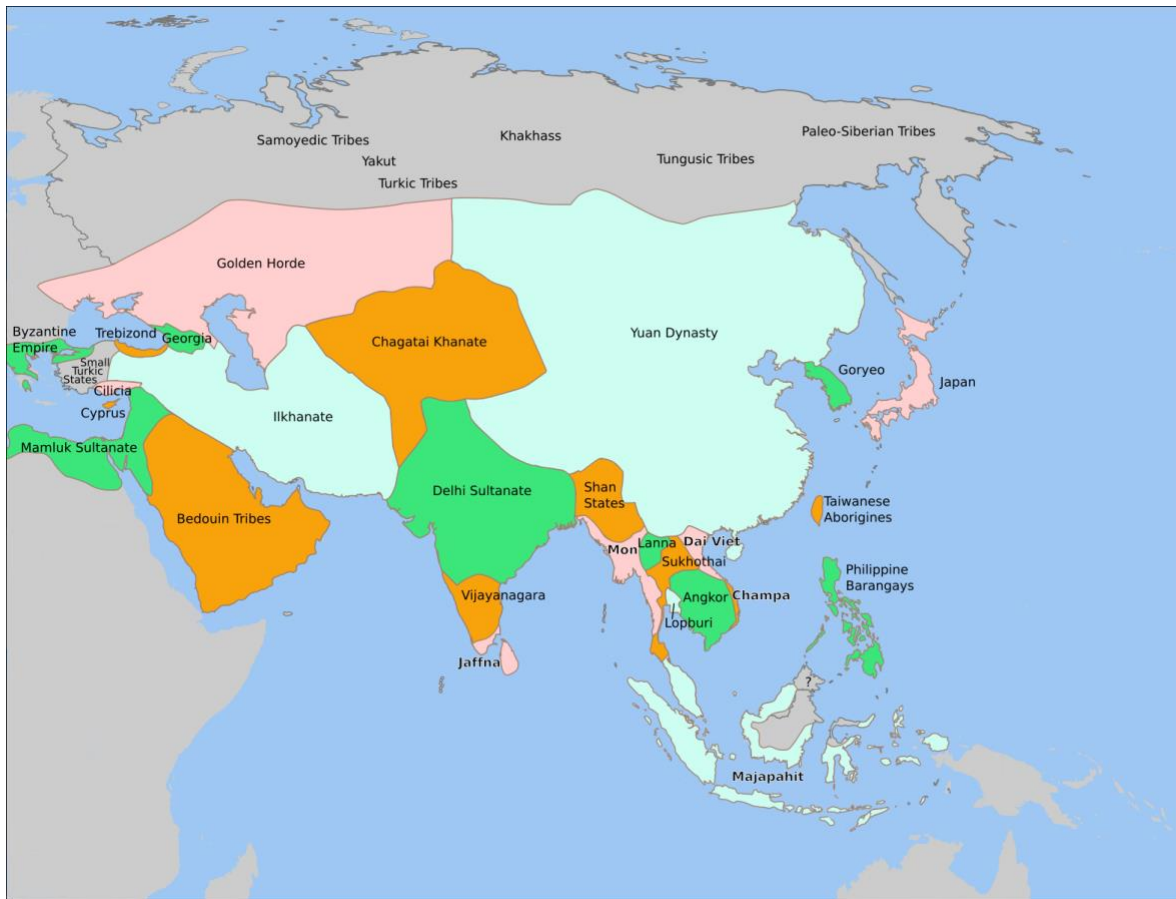 Samoyedic Tribes
Khakhass
Paleo-Siberian Tribes
Yakut
Tungusic Tribes
Turkic Tribes
Golden Horde
Byzantine
Empire
Trebizond
Georgia
Chagatai Khanate
Yuan Dynasty
Small
Turkic
States
Goryeo
Japan
Cilicia
Cyprus
Ilkhanate
Mamluk Sultanate
Delhi Sultanate
Shan
States
Taiwanese
Aborigines
Bedouin Tribes
Mon
Lanna
Dai Viet
Sukhothai
Philippine
Barangays
Vijayanagara
Angkor
Champa
Lopburi
Jaffna
?
Majapahit